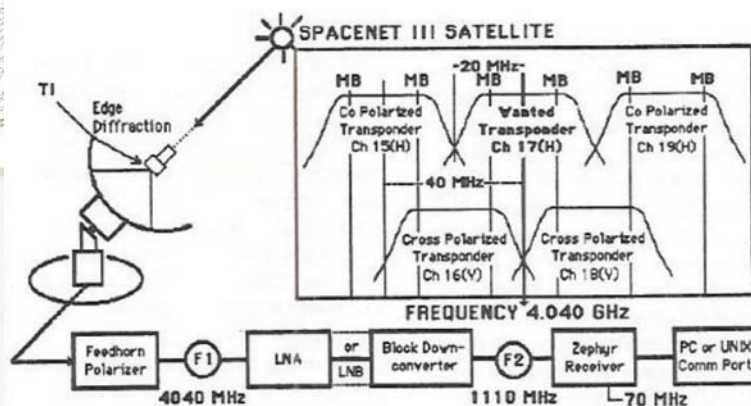 SPACENET III SATELLITE
-20 MHz-
MB MB MB MB MB MB
TI
Edge
Diffraction
Co Polarized
Transponder
Ch 15(H)
Wanted
Transponder
Ch 17(H)
Co Polarized
Transponder
Ch 19(H)
40 MHz
Cross Polarized
Transponder
Ch 16(V)
Cross Polarized
Transponder
Ch 18(V)
FREQUENCY 4.040 GHz
Feedhorn
Polarizer
F1
4040 MHz
LNA
or
LNB
Block Down-
converter
F2
1110 MHz
Zephyr
Receiver
70 MHz
PC or UNIX
Comm Port